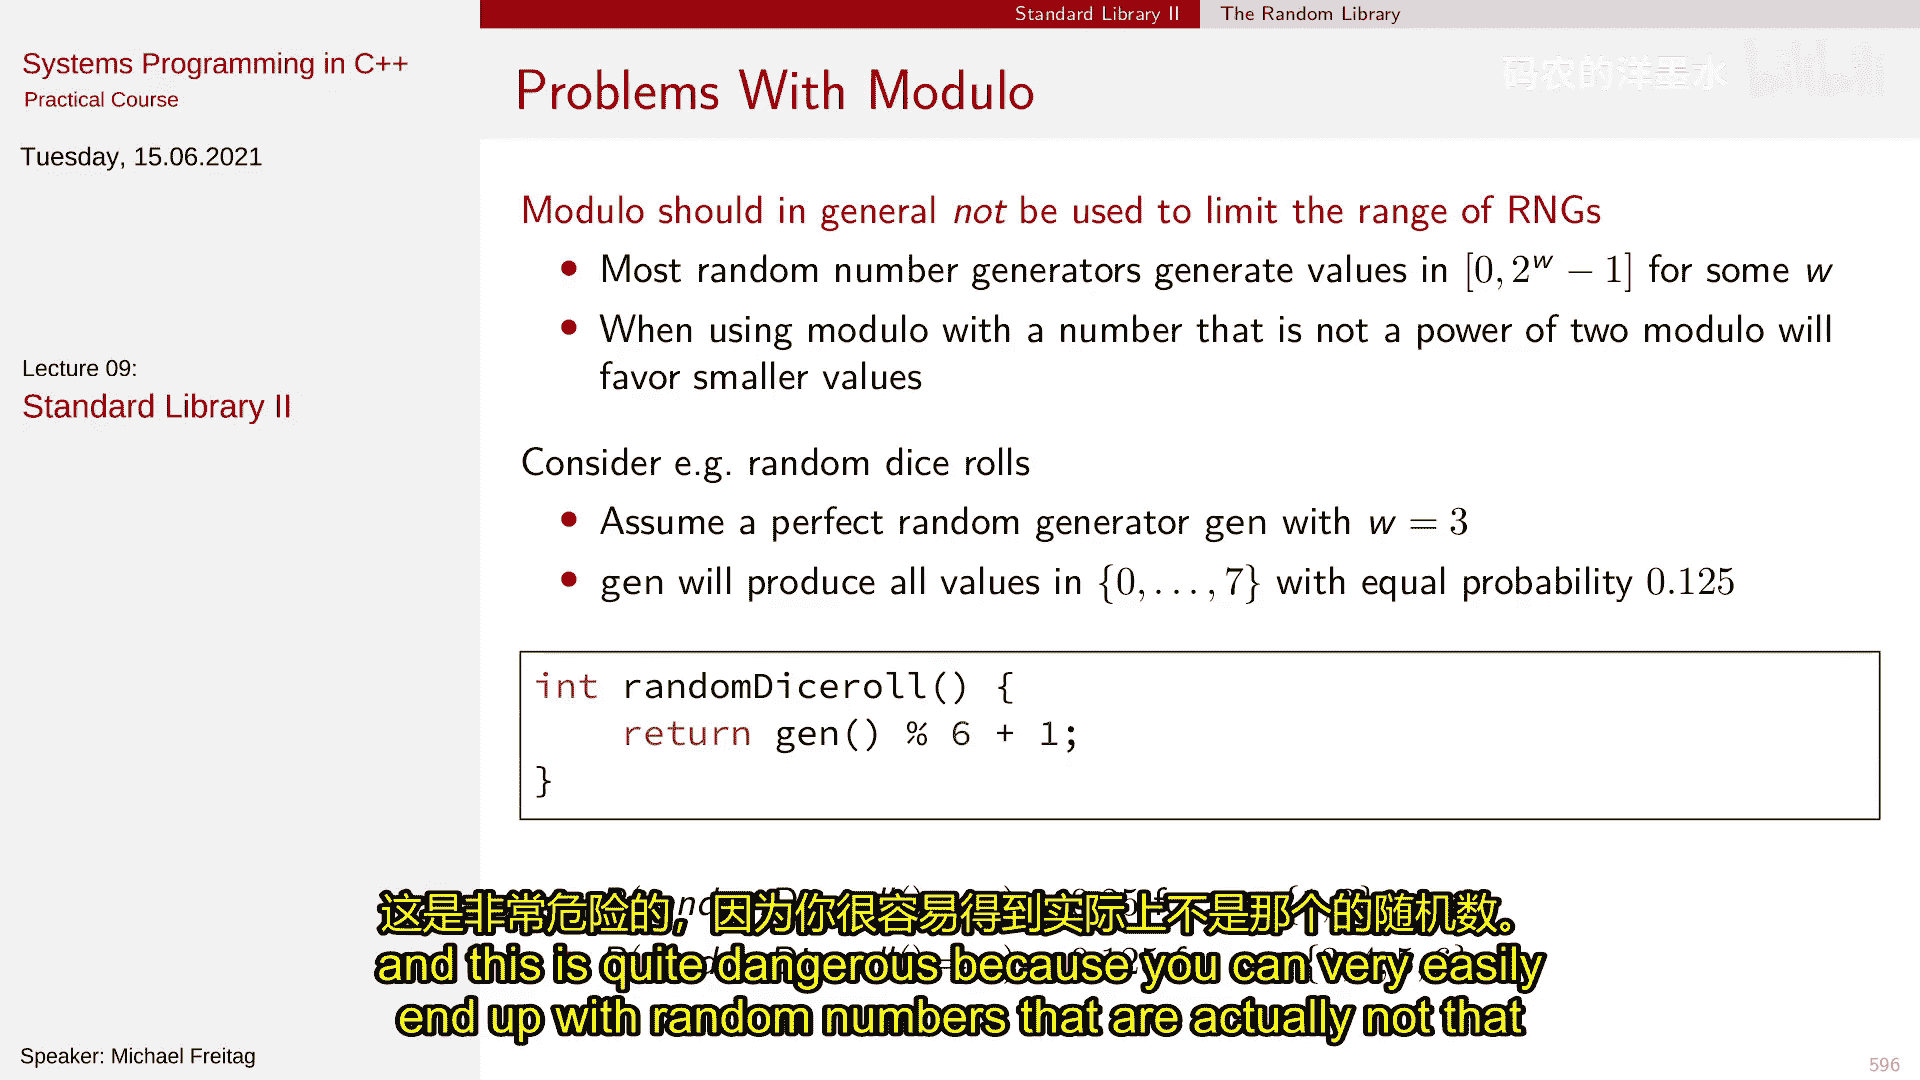 Standard Library II The Random Library
Systems Programming in C++
Practical Course
Tuesday, 15.06.2021
Lecture 09:
Standard Library II
码农的洋墨水 bilibili
Problems With Modulo
Modulo should in general not be used to limit the range of RNGs
• Most random number generators generate values in [0, 2^w − 1] for some w
• When using modulo with a number that is not a power of two modulo will
favor smaller values
Consider e.g. random dice rolls
• Assume a perfect random generator gen with w = 3
• gen will produce all values in {0, . . . , 7} with equal probability 0.125
int randomDiceroll() {
return gen() % 6 + 1;
}
这是非常危险的，因为你很容易得到实际上不是那个的随机数。
and this is quite dangerous because you can very easily
end up with random numbers that are actually not that
Speaker: Michael Freitag
596